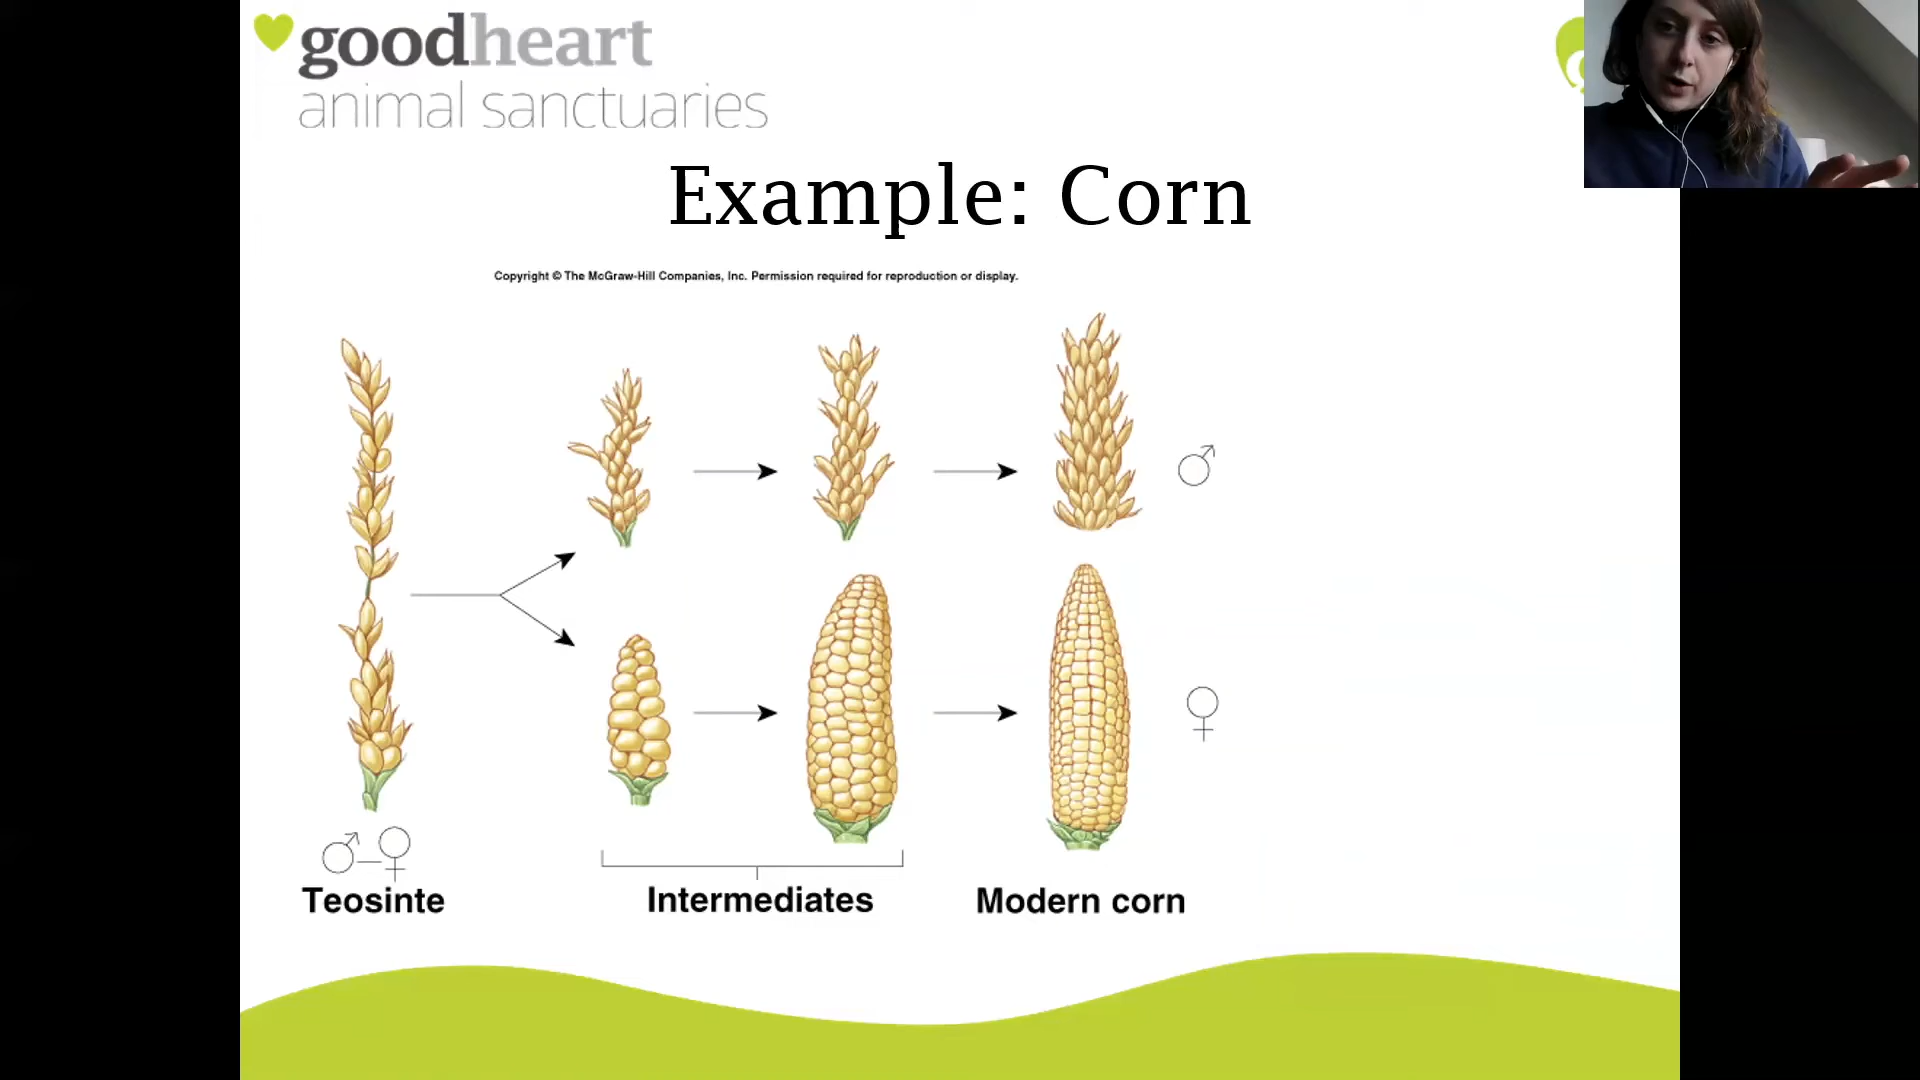 goodheart
animal sanctuaries
Example: Corn
Copyright © The McGraw-Hill Companies, Inc. Permission required for reproduction or display.
Teosinte
Intermediates
Modern corn